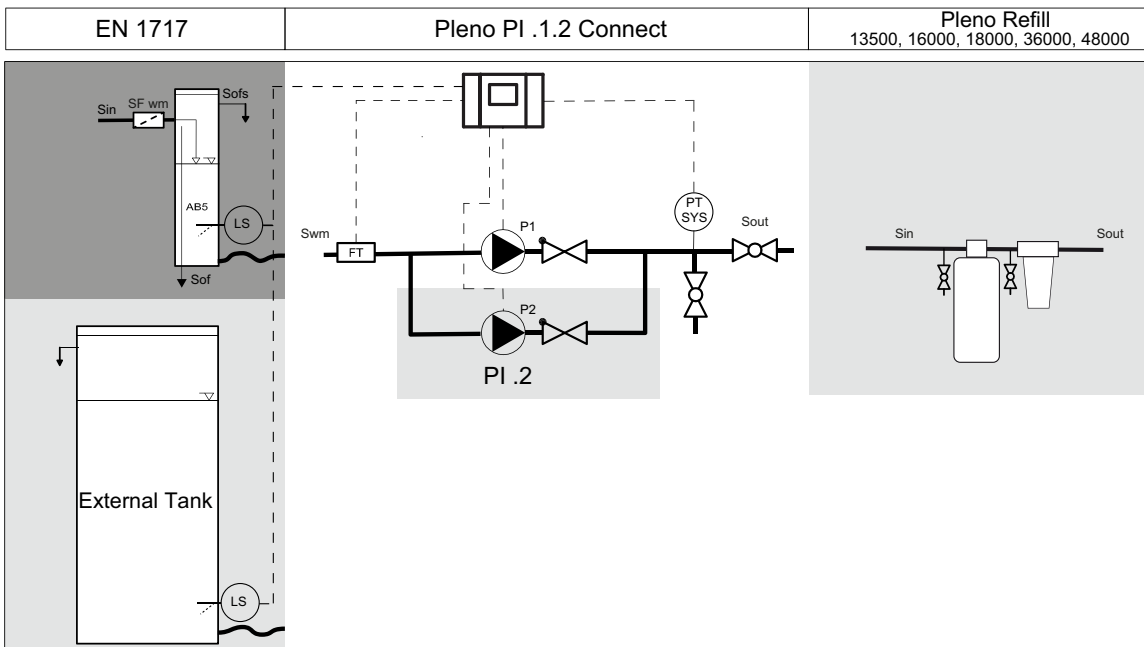 EN 1717
Pleno PI .1.2 Connect
Pleno Refill
13500, 16000, 18000, 36000, 48000
Sin
SF wm
Sofs
AB5
LS
Sof
Swm
FT
P1
PT
SYS
Sout
P2
PI .2
Sin
Sout
External Tank
LS